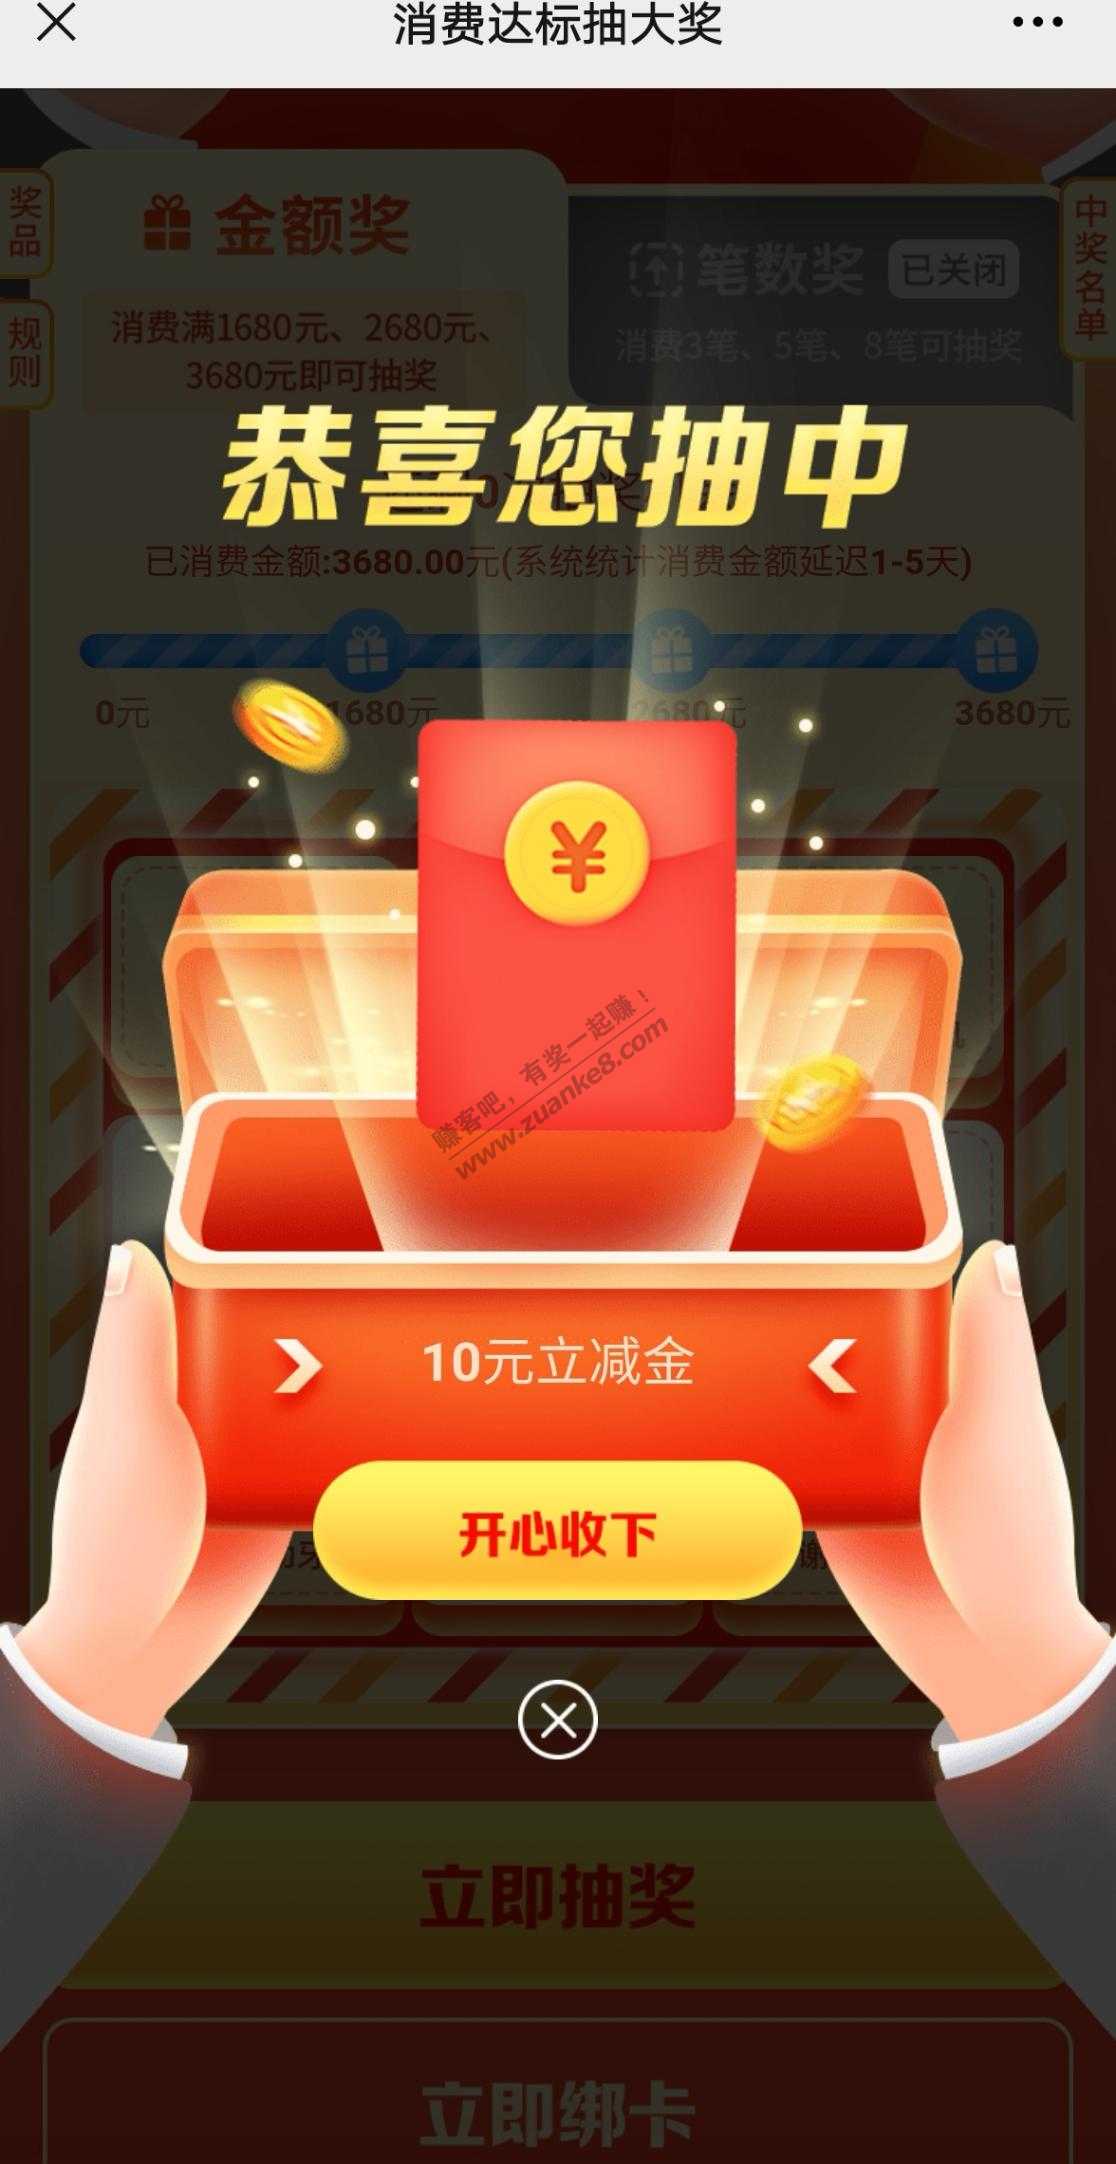 消费达标抽大奖
奖品
规则
金额奖
消费满1680元、2680元、
3680元即可抽奖
笔数奖
已关闭
消费3笔、5笔、8笔可抽奖
中奖名单
恭喜您抽中
已消费金额:3680.00元(系统统计消费金额延迟1-5天)
0元
1680元
2680元
3680元
¥
赚客吧，有奖一起赚！
www.zuanke8.com
10元立减金
开心收下
立即抽奖
立即绑卡